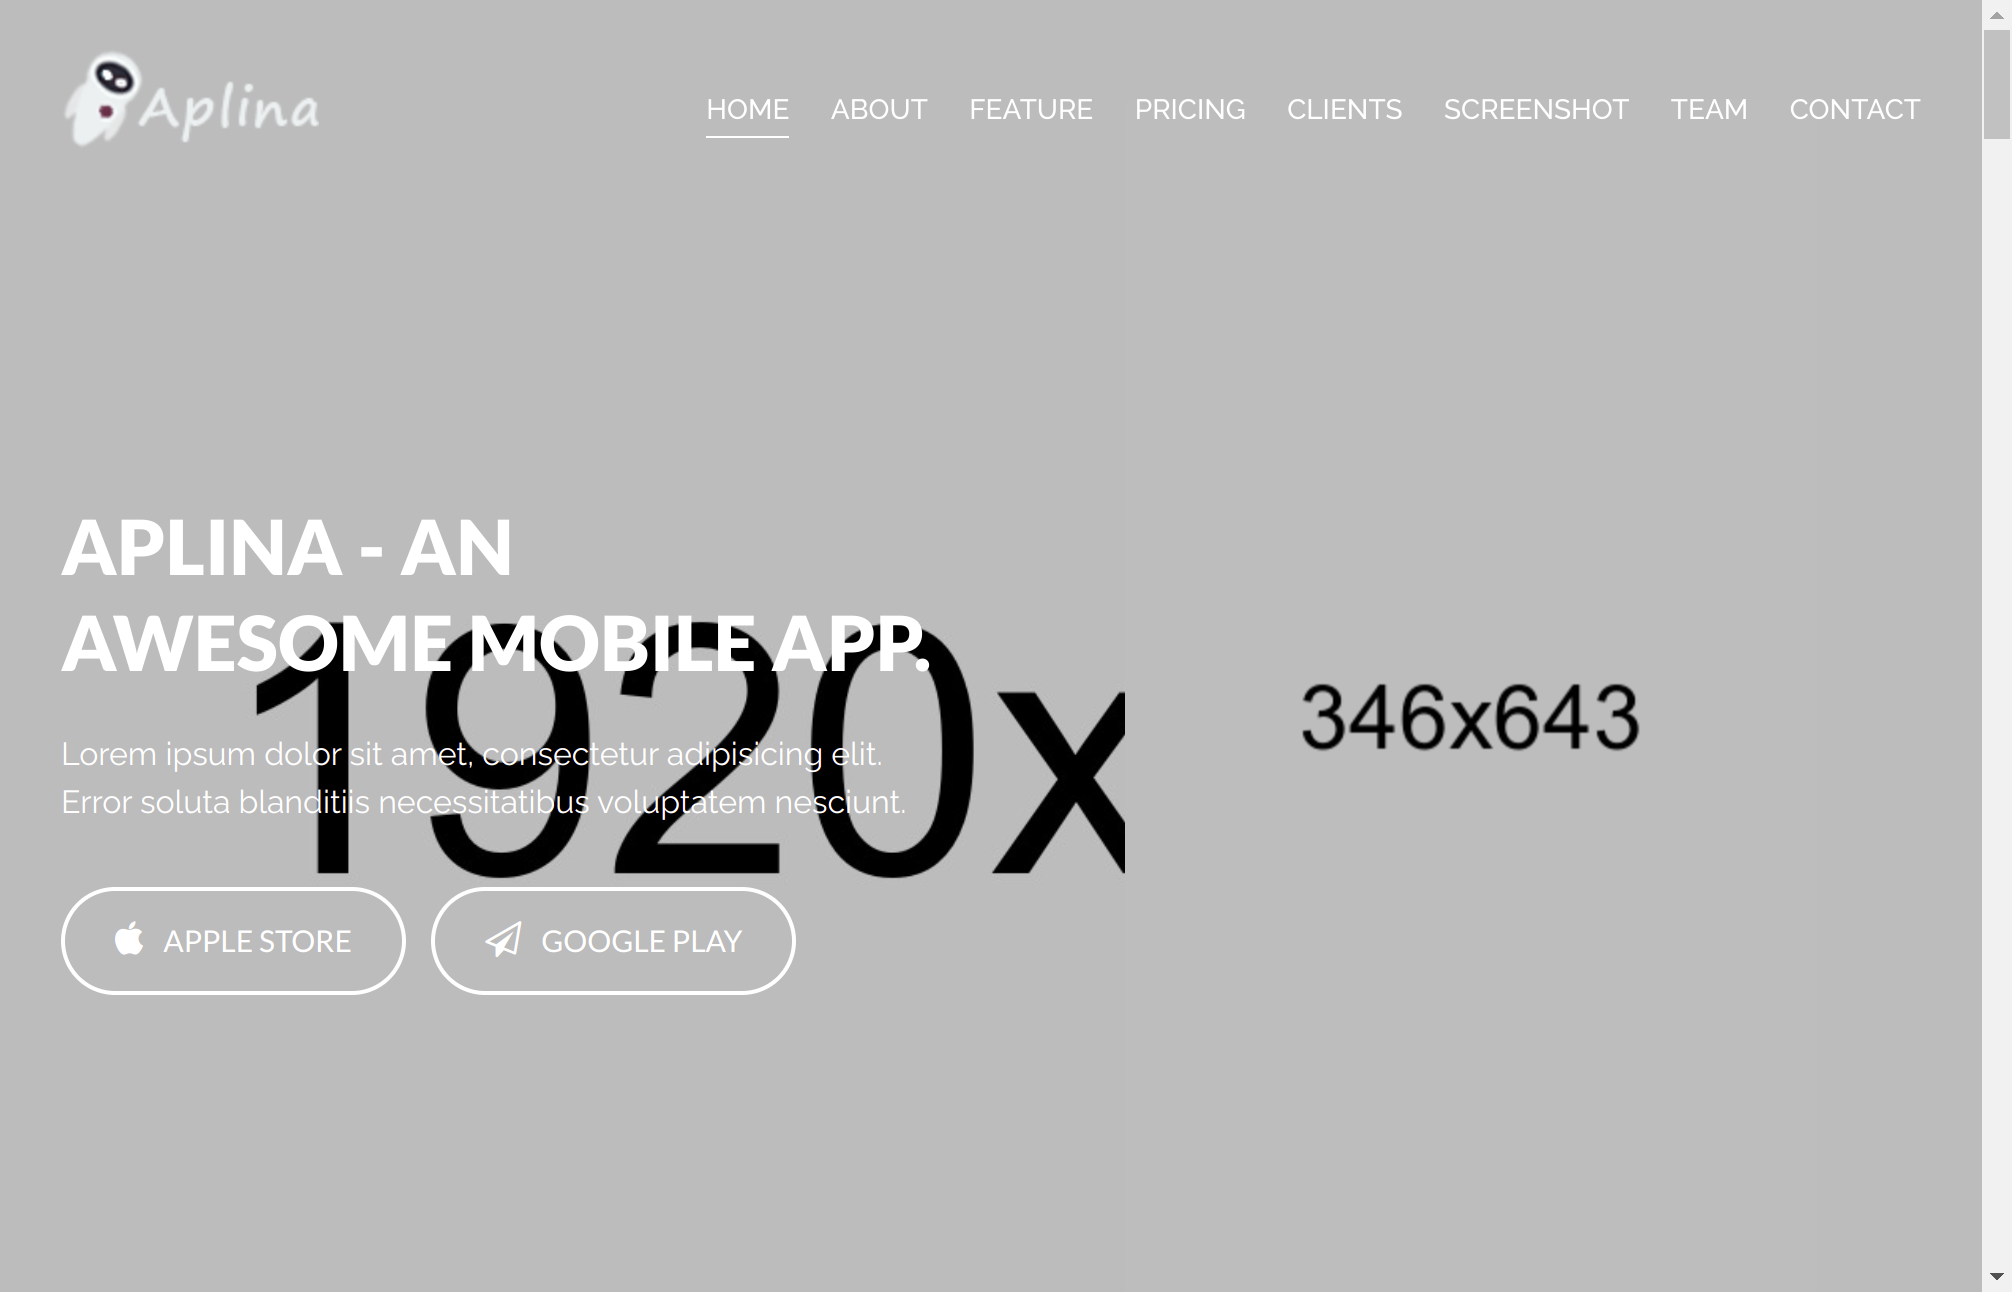 Aplina
HOME ABOUT FEATURE PRICING CLIENTS SCREENSHOT TEAM CONTACT
APLINA - AN
AWESOME MOBILE APP.
1920x
346x643
Lorem ipsum dolor sit amet, consectetur adipisicing elit.
Error soluta blanditiis necessitatibus voluptatem nesciunt.
APPLE STORE
GOOGLE PLAY